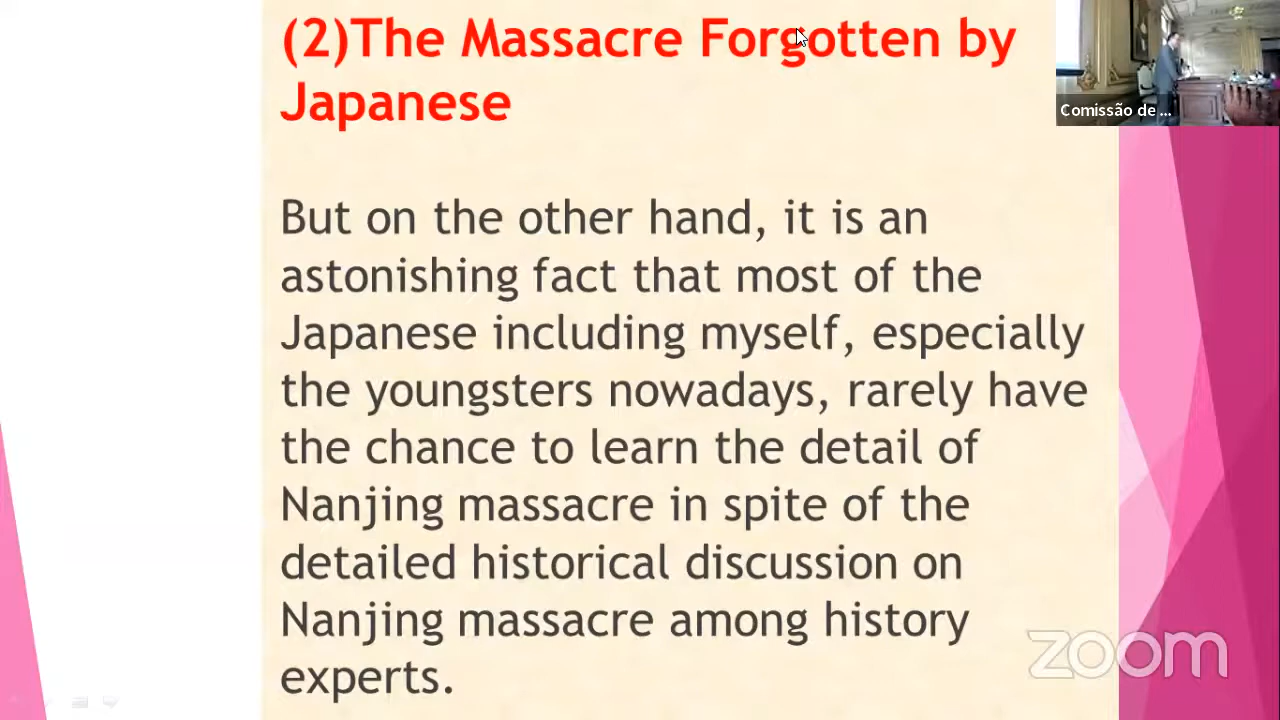 (2)The Massacre Forgotten by
Japanese
Comissão de ...
But on the other hand, it is an
astonishing fact that most of the
Japanese including myself, especially
the youngsters nowadays, rarely have
the chance to learn the detail of
Nanjing massacre in spite of the
detailed historical discussion on
Nanjing massacre among history
experts.
zoom